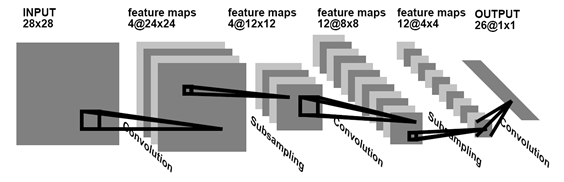 INPUT
28x28
feature maps
4@24x24
feature maps
4@12x12
feature maps
12@8x8
feature maps
12@4x4
OUTPUT
26@1x1
Convolution
Subsampling
Convolution
Subsampling
Convolution